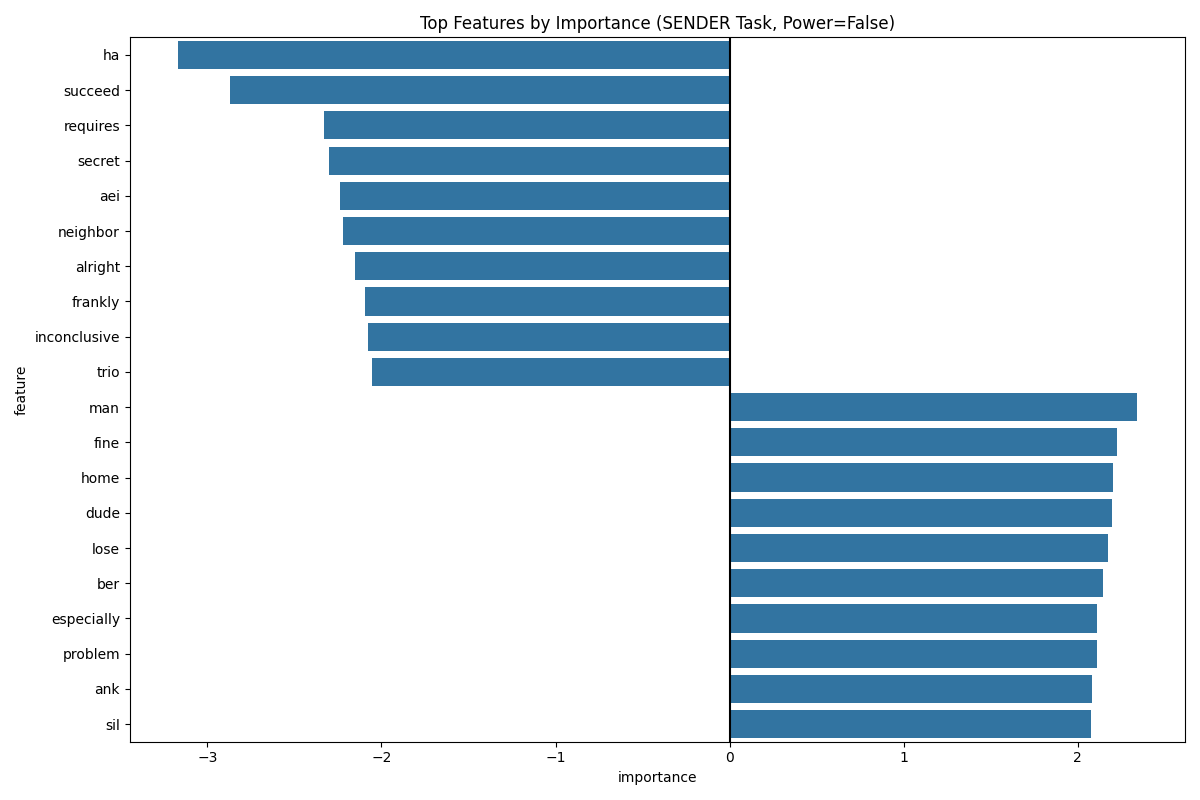 Top Features by Importance (SENDER Task, Power=False)
ha
succeed
requires
secret
aei
neighbor
alright
frankly
inconclusive
trio
man
fine
home
dude
lose
ber
especially
problem
ank
sil
feature
−3 −2 −1 0 1 2
importance